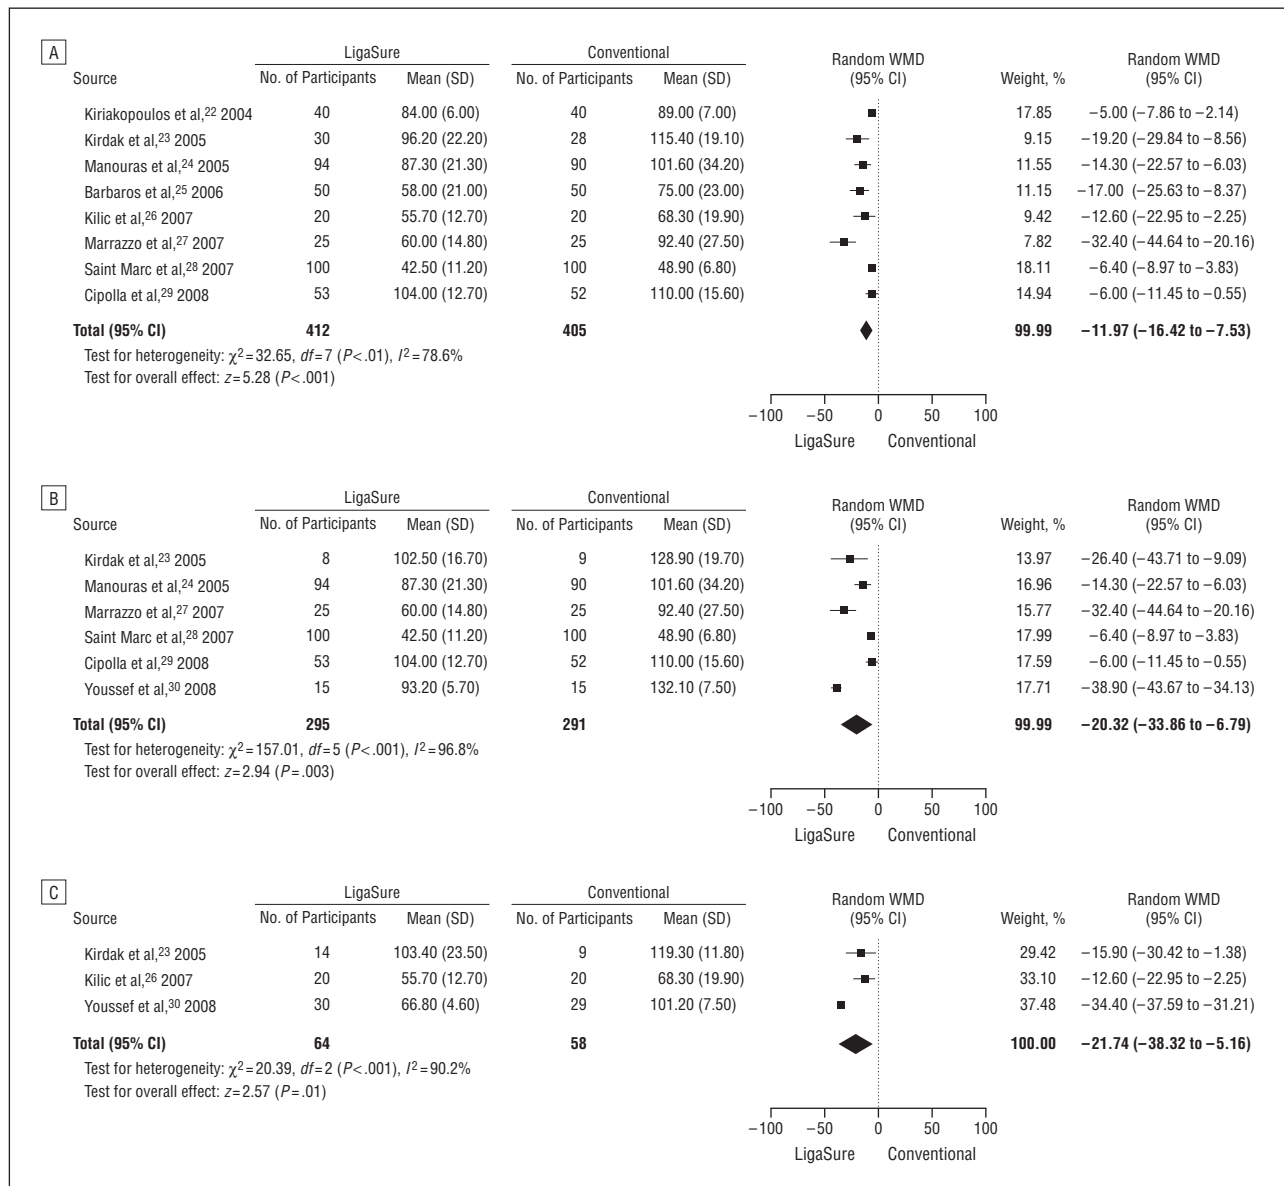 A
LigaSure Conventional
Random WMD (95% CI) Random WMD (95% CI)
Source No. of Participants Mean (SD) No. of Participants Mean (SD) Weight, %
Kiriakopoulos et al,22 2004 40 84.00 (6.00) 40 89.00 (7.00) 17.85 −5.00 (−7.86 to −2.14)
Kirdak et al,23 2005 30 96.20 (22.20) 28 115.40 (19.10) 9.15 −19.20 (−29.84 to −8.56)
Manouras et al,24 2005 94 87.30 (21.30) 90 101.60 (34.20) 11.55 −14.30 (−22.57 to −6.03)
Barbaros et al,25 2006 50 58.00 (21.00) 50 75.00 (23.00) 11.15 −17.00 (−25.63 to −8.37)
Kilic et al,26 2007 20 55.70 (12.70) 20 68.30 (19.90) 9.42 −12.60 (−22.95 to −2.25)
Marrazzo et al,27 2007 25 60.00 (14.80) 25 92.40 (27.50) 7.82 −32.40 (−44.64 to −20.16)
Saint Marc et al,28 2007 100 42.50 (11.20) 100 48.90 (6.80) 18.11 −6.40 (−8.97 to −3.83)
Cipolla et al,29 2008 53 104.00 (12.70) 52 110.00 (15.60) 14.94 −6.00 (−11.45 to −0.55)
Total (95% CI) 412 405 99.99 −11.97 (−16.42 to −7.53)
Test for heterogeneity: χ2=32.65, df=7 (P<.01), I2=78.6%
Test for overall effect: z=5.28 (P<.001)
−100 −50 0 50 100
LigaSure Conventional
B
LigaSure Conventional
Random WMD (95% CI) Random WMD (95% CI)
Source No. of Participants Mean (SD) No. of Participants Mean (SD) Weight, %
Kirdak et al,23 2005 8 102.50 (16.70) 9 128.90 (19.70) 13.97 −26.40 (−43.71 to −9.09)
Manouras et al,24 2005 94 87.30 (21.30) 90 101.60 (34.20) 16.96 −14.30 (−22.57 to −6.03)
Marrazzo et al,27 2007 25 60.00 (14.80) 25 92.40 (27.50) 15.77 −32.40 (−44.64 to −20.16)
Saint Marc et al,28 2007 100 42.50 (11.20) 100 48.90 (6.80) 17.99 −6.40 (−8.97 to −3.83)
Cipolla et al,29 2008 53 104.00 (12.70) 52 110.00 (15.60) 17.59 −6.00 (−11.45 to −0.55)
Youssef et al,30 2008 15 93.20 (5.70) 15 132.10 (7.50) 17.71 −38.90 (−43.67 to −34.13)
Total (95% CI) 295 291 99.99 −20.32 (−33.86 to −6.79)
Test for heterogeneity: χ2=157.01, df=5 (P<.001), I2=96.8%
Test for overall effect: z=2.94 (P=.003)
−100 −50 0 50 100
LigaSure Conventional
C
LigaSure Conventional
Random WMD (95% CI) Random WMD (95% CI)
Source No. of Participants Mean (SD) No. of Participants Mean (SD) Weight, %
Kirdak et al,23 2005 14 103.40 (23.50) 9 119.30 (11.80) 29.42 −15.90 (−30.42 to −1.38)
Kilic et al,26 2007 20 55.70 (12.70) 20 68.30 (19.90) 33.10 −12.60 (−22.95 to −2.25)
Youssef et al,30 2008 30 66.80 (4.60) 29 101.20 (7.50) 37.48 −34.40 (−37.59 to −31.21)
Total (95% CI) 64 58 100.00 −21.74 (−38.32 to −5.16)
Test for heterogeneity: χ2=20.39, df=2 (P<.001), I2=90.2%
Test for overall effect: z=2.57 (P=.01)
−100 −50 0 50 100
LigaSure Conventional